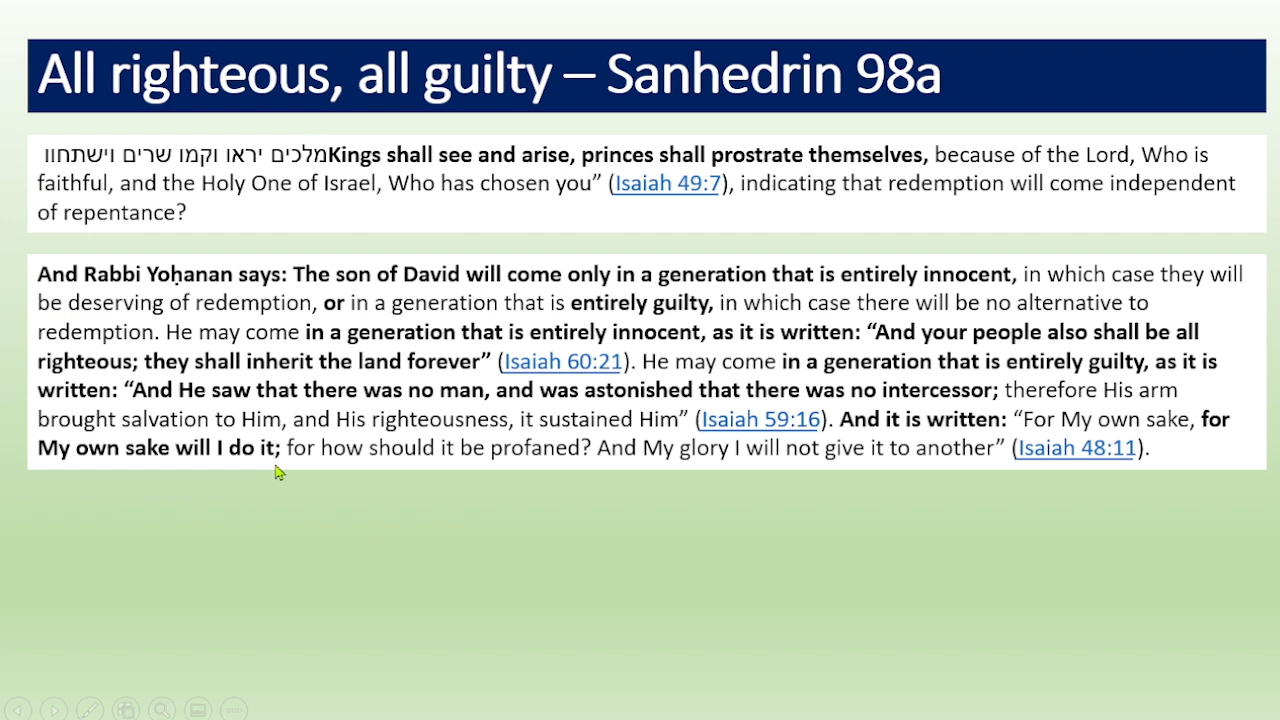 All righteous, all guilty – Sanhedrin 98a
מלכים יראו וקמו שרים וישתחווKings shall see and arise, princes shall prostrate themselves, because of the Lord, Who is
faithful, and the Holy One of Israel, Who has chosen you” (Isaiah 49:7), indicating that redemption will come independent
of repentance?
And Rabbi Yoḥanan says: The son of David will come only in a generation that is entirely innocent, in which case they will
be deserving of redemption, or in a generation that is entirely guilty, in which case there will be no alternative to
redemption. He may come in a generation that is entirely innocent, as it is written: “And your people also shall be all
righteous; they shall inherit the land forever” (Isaiah 60:21). He may come in a generation that is entirely guilty, as it is
written: “And He saw that there was no man, and was astonished that there was no intercessor; therefore His arm
brought salvation to Him, and His righteousness, it sustained Him” (Isaiah 59:16). And it is written: “For My own sake, for
My own sake will I do it; for how should it be profaned? And My glory I will not give it to another” (Isaiah 48:11).